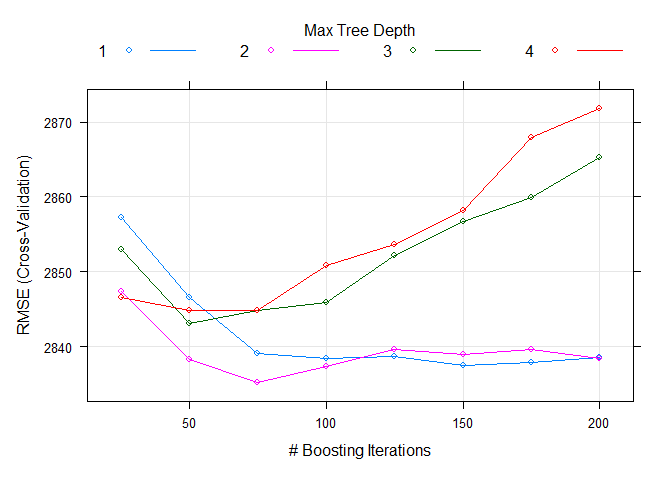 Max Tree Depth
1 2 3 4
2870
2860
2850
2840
RMSE (Cross-Validation)
50 100 150 200
# Boosting Iterations